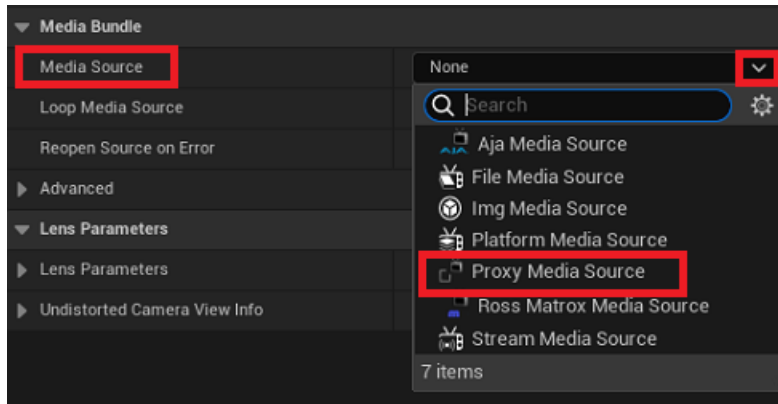 Media Bundle
Media Source
None
Search
Loop Media Source
Aja Media Source
Reopen Source on Error
File Media Source
Advanced
Img Media Source
Lens Parameters
Platform Media Source
Lens Parameters
Proxy Media Source
Undistorted Camera View Info
Ross Matrox Media Source
Stream Media Source
7 items